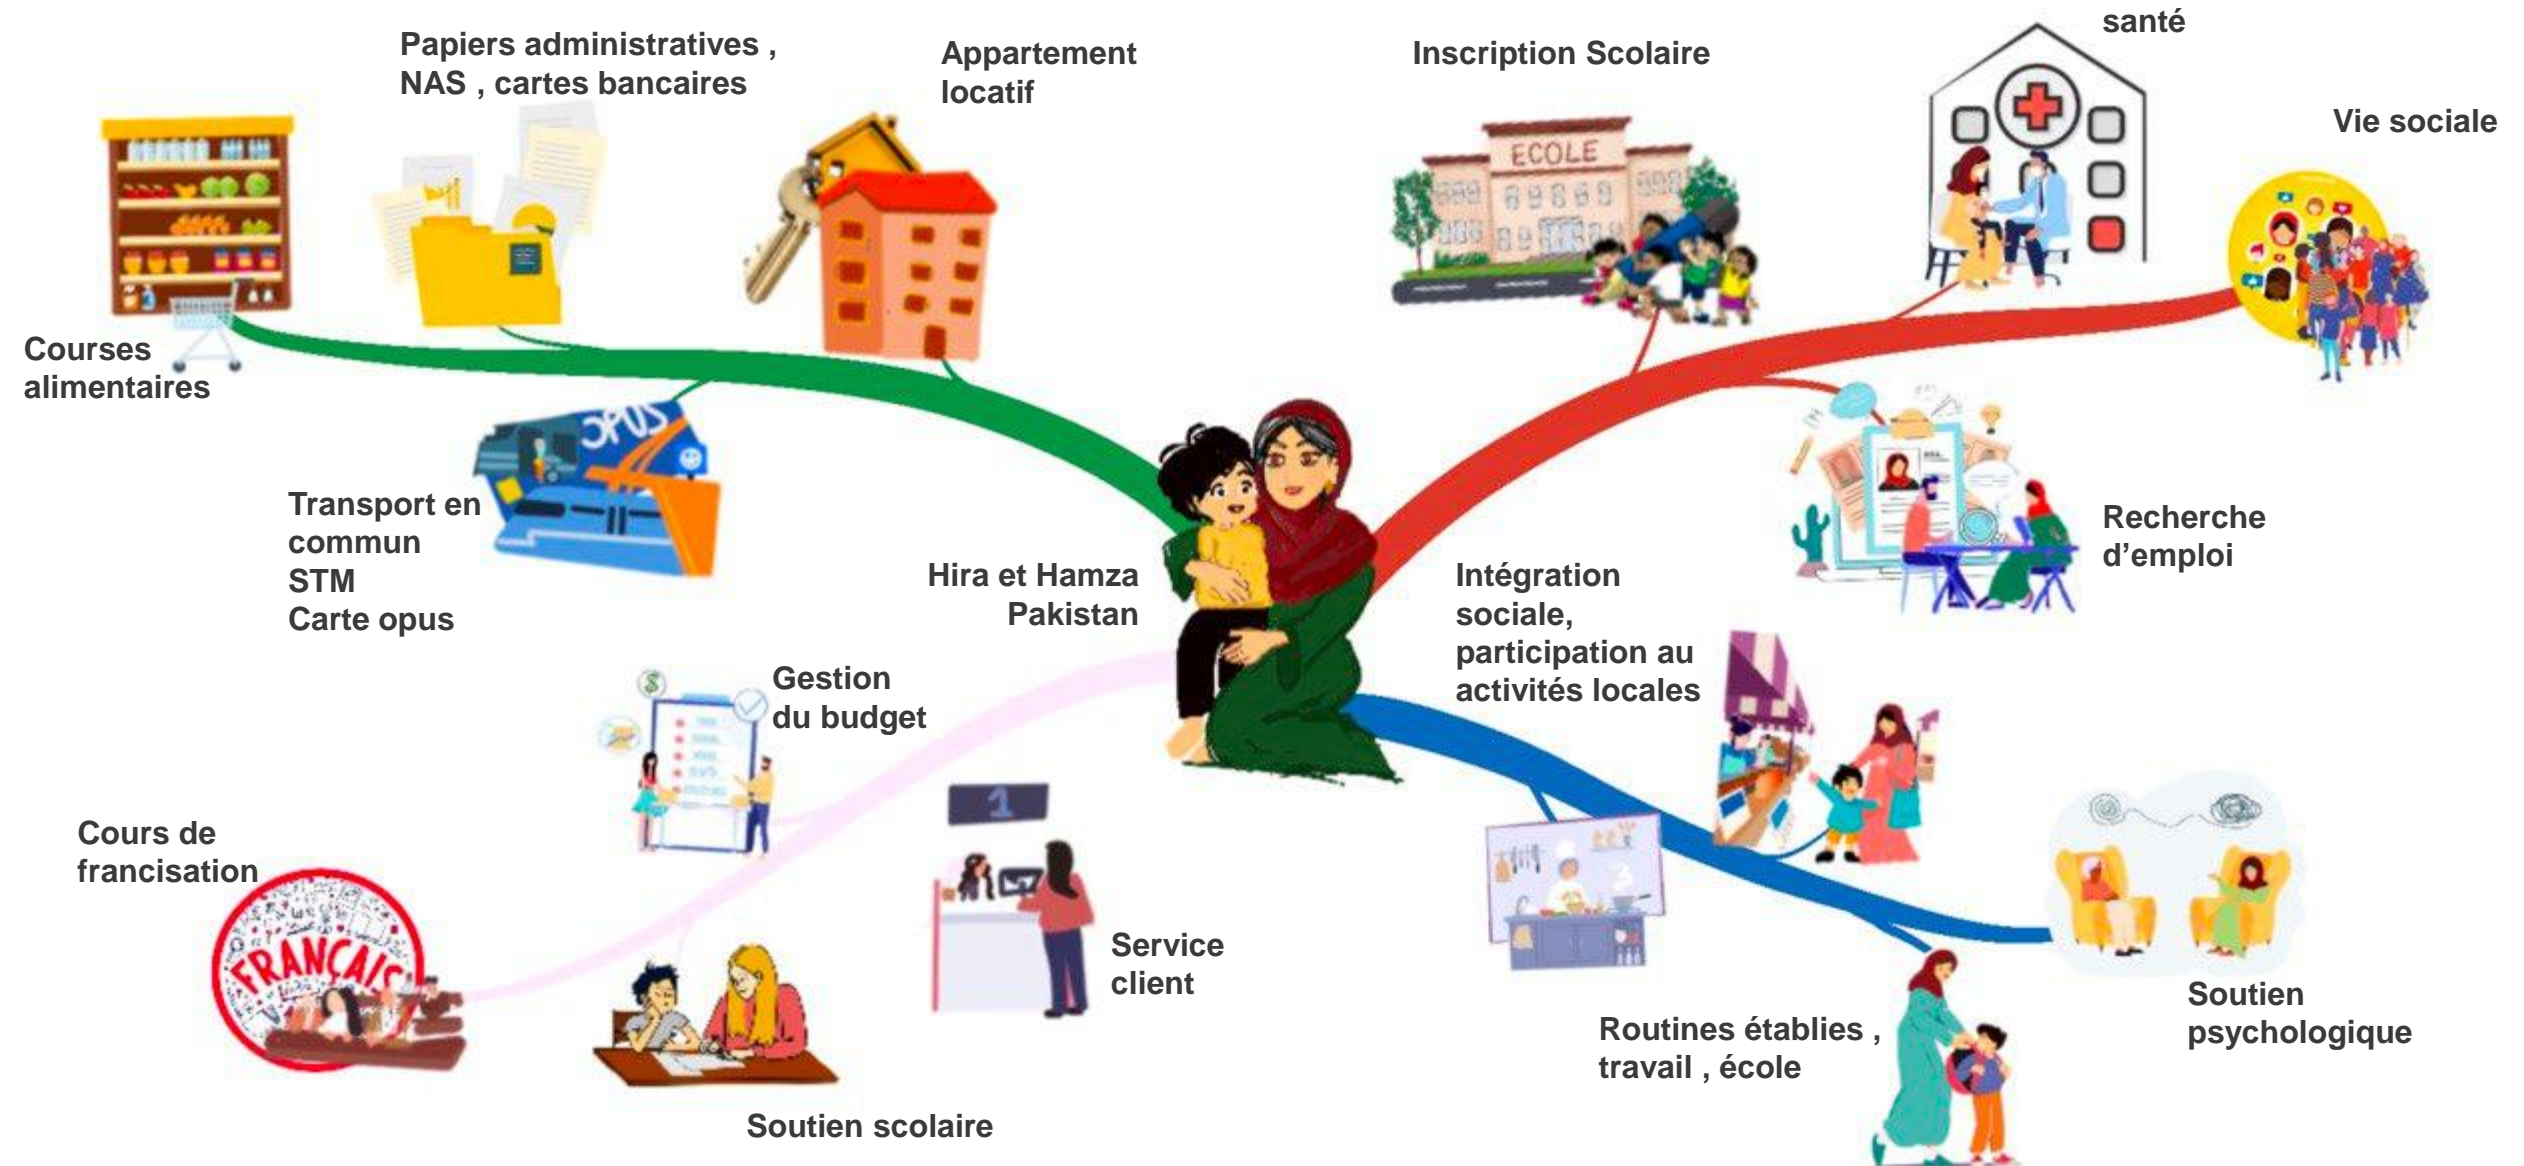 santé
Papiers administratives ,
NAS , cartes bancaires
Appartement
locatif
Inscription Scolaire
Vie sociale
ECOLE
Courses
alimentaires
OPUS
Transport en
commun
STM
Carte opus
Recherche
d’emploi
Hira et Hamza
Pakistan
Intégration
sociale,
participation au
activités locales
Gestion
du budget
$
1
Cours de
francisation
FRANÇAIS
Service
client
3
Soutien
psychologique
Routines établies ,
travail , école
Soutien scolaire